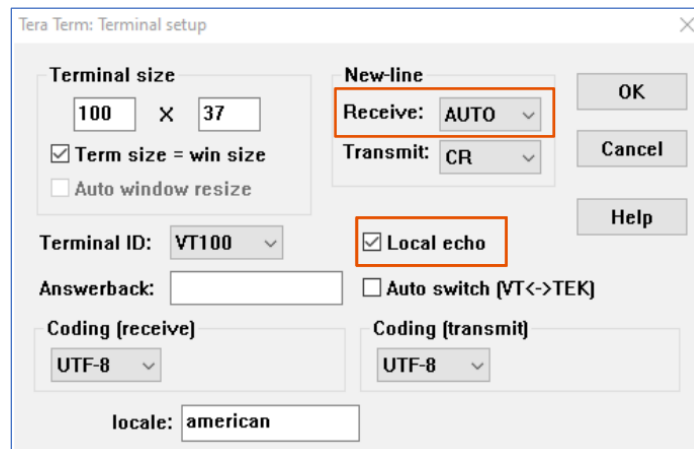 Tera Term: Terminal setup
Terminal size
100 X 37
Term size = win size
Auto window resize
New-line
Receive: AUTO
Transmit: CR
OK
Cancel
Help
Terminal ID: VT100
Local echo
Answerback:
Auto switch (VT<->TEK)
Coding (receive)
UTF-8
Coding (transmit)
UTF-8
locale: american